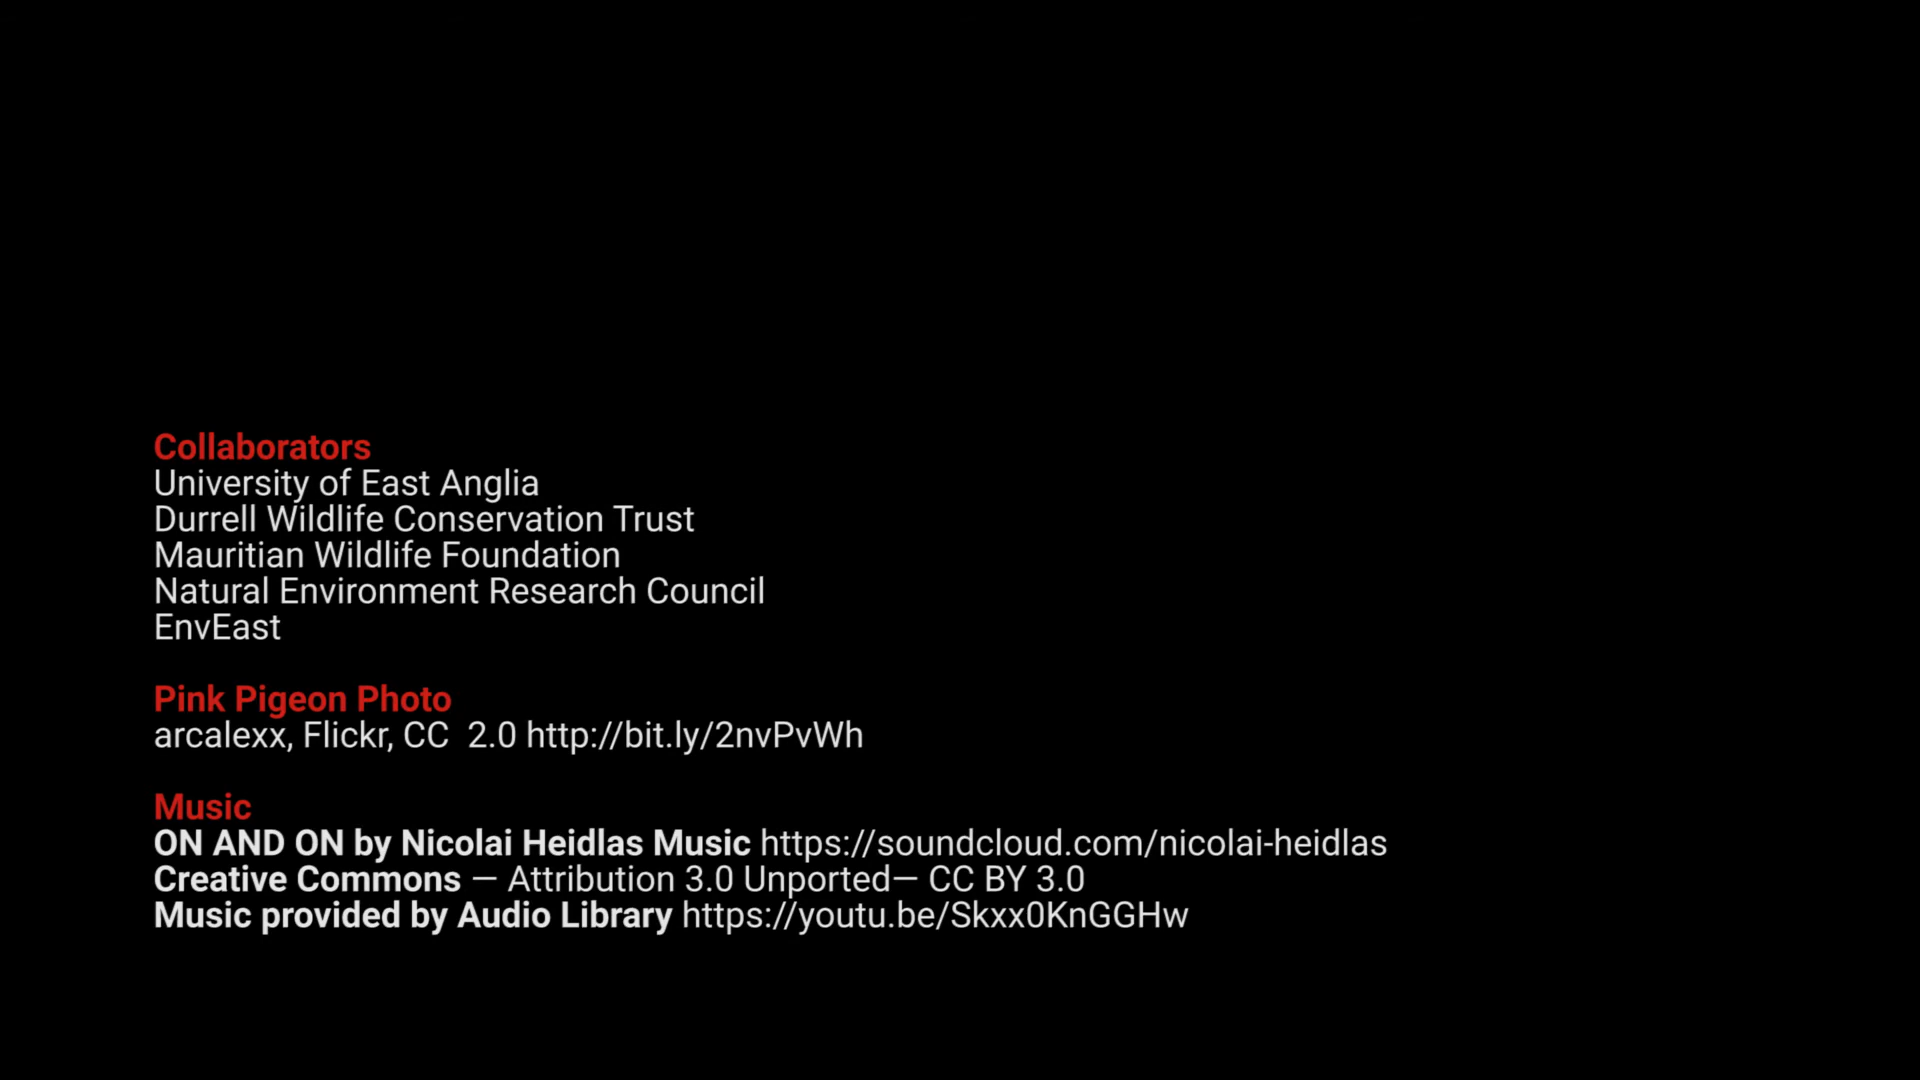 Collaborators
University of East Anglia
Durrell Wildlife Conservation Trust
Mauritian Wildlife Foundation
Natural Environment Research Council
EnvEast
Pink Pigeon Photo
arcalexx, Flickr, CC  2.0 http://bit.ly/2nvPvWh
Music
ON AND ON by Nicolai Heidlas Music https://soundcloud.com/nicolai-heidlas
Creative Commons — Attribution 3.0 Unported— CC BY 3.0
Music provided by Audio Library https://youtu.be/Skxx0KnGGHw